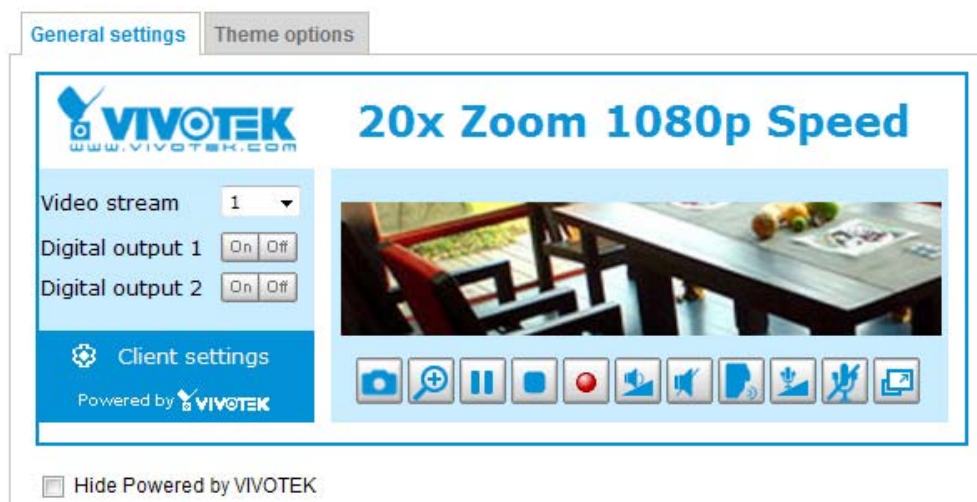 General settings
Theme options
VIVOTEK
www.vivotek.com
20x Zoom 1080p Speed
Video stream 1
Digital output 1 On Off
Digital output 2 On Off
Client settings
Powered by VIVOTEK
Hide Powered by VIVOTEK